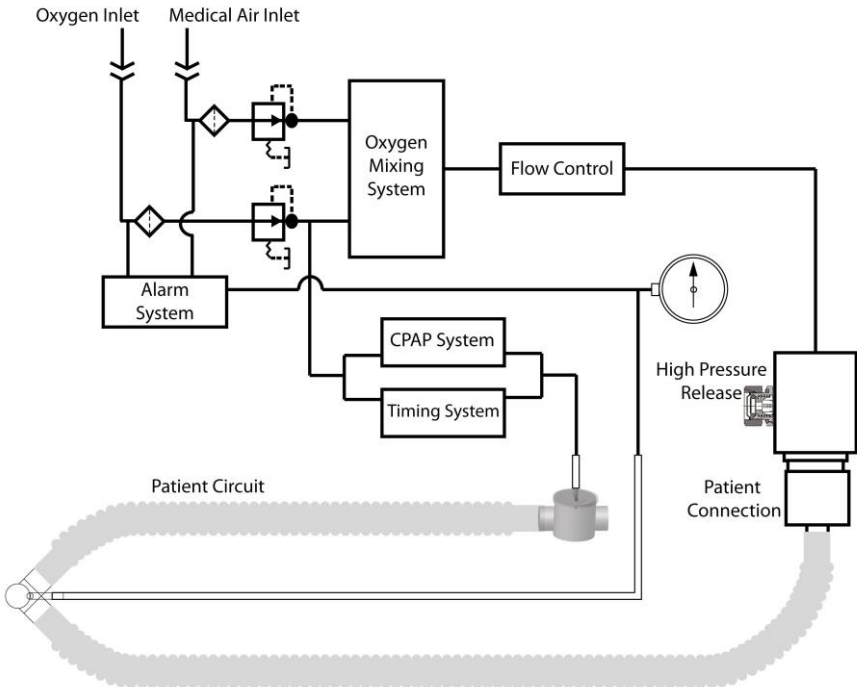 Oxygen Inlet
Medical Air Inlet
Oxygen
Mixing
System
Flow Control
Alarm
System
CPAP System
High Pressure
Release
Timing System
Patient Circuit
Patient
Connection